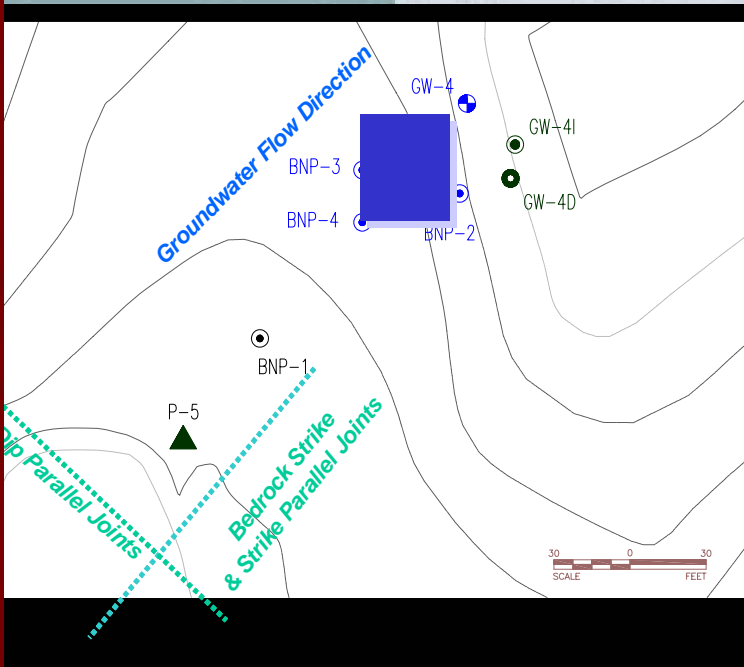 Groundwater Flow Direction
GW-4
GW-4I
BNP-3
GW-4D
BNP-4
BNP-2
BNP-1
P-5
Dip Parallel Joints
Bedrock Strike
& Strike Parallel Joints
30 0 30
SCALE FEET